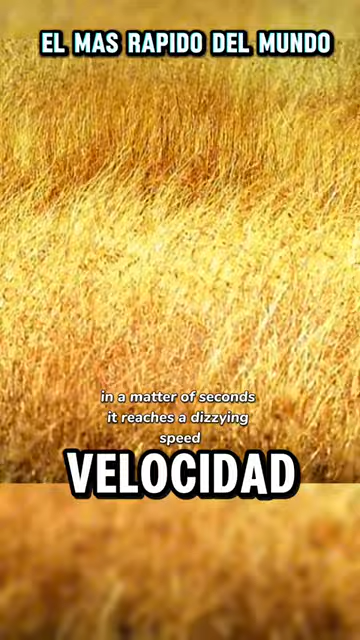 EL MAS RAPIDO DEL MUNDO
in a matter of seconds
it reaches a dizzying
speed
VELOCIDAD